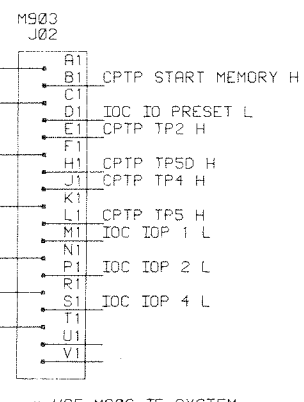 M903
J02
A1
B1 CPTP START MEMORY H
C1
D1 IOC IO PRESET L
E1 CPTP TP2 H
F1
H1 CPTP TP5D H
J1 CPTP TP4 H
K1
L1 CPTP TP5 H
M1 IOC IOP 1 L
N1
P1 IOC IOP 2 L
R1
S1 IOC IOP 4 L
T1
U1
V1